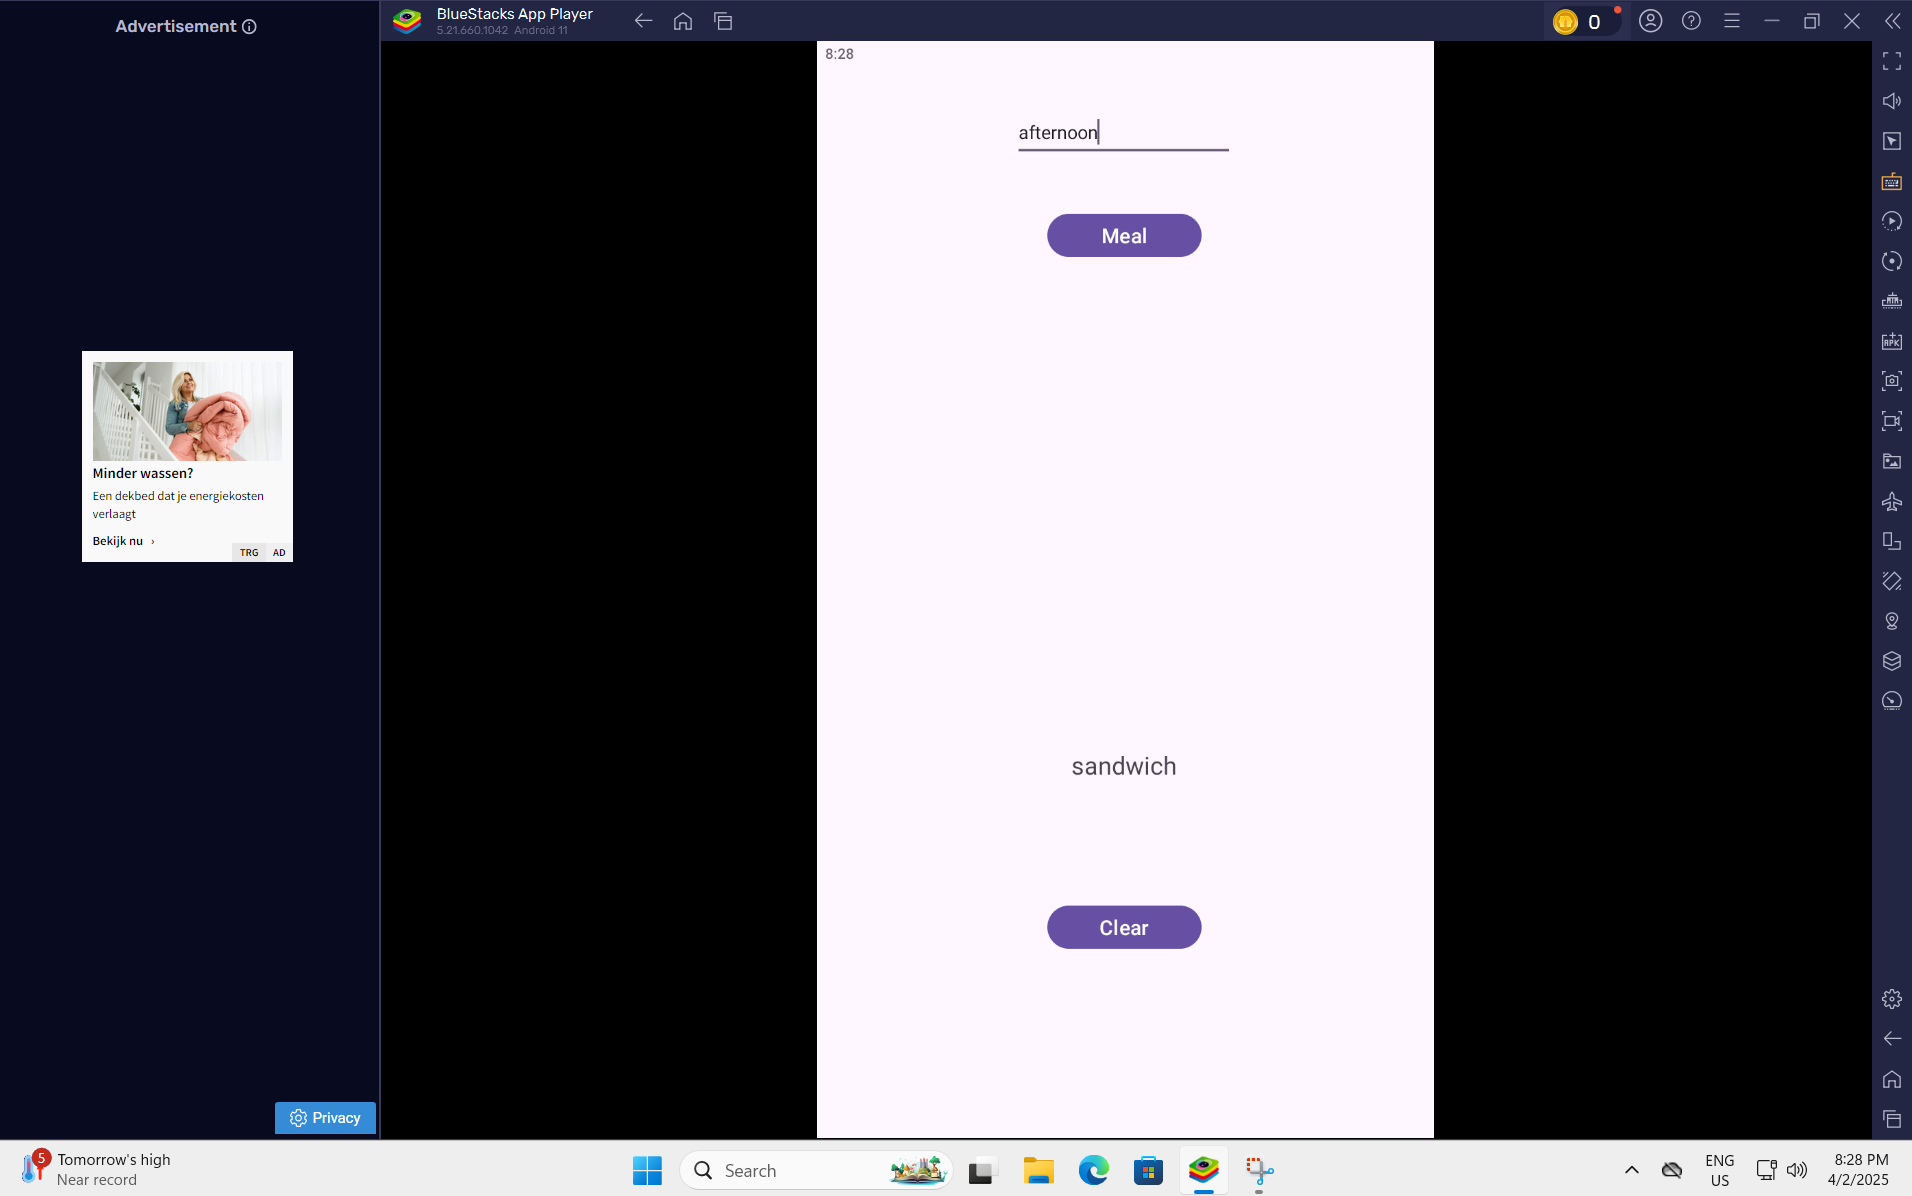 Advertisement
BlueStacks App Player
5.21.660.1042 Android 11
0
8:28
afternoon
Meal
sandwich
Clear
Minder wassen?
Een dekbed dat je energiekosten
verlaagt
Bekijk nu ›
TRG AD
APK
Privacy
5
Tomorrow's high
Near record
Search
ENG
US
8:28 PM
4/2/2025